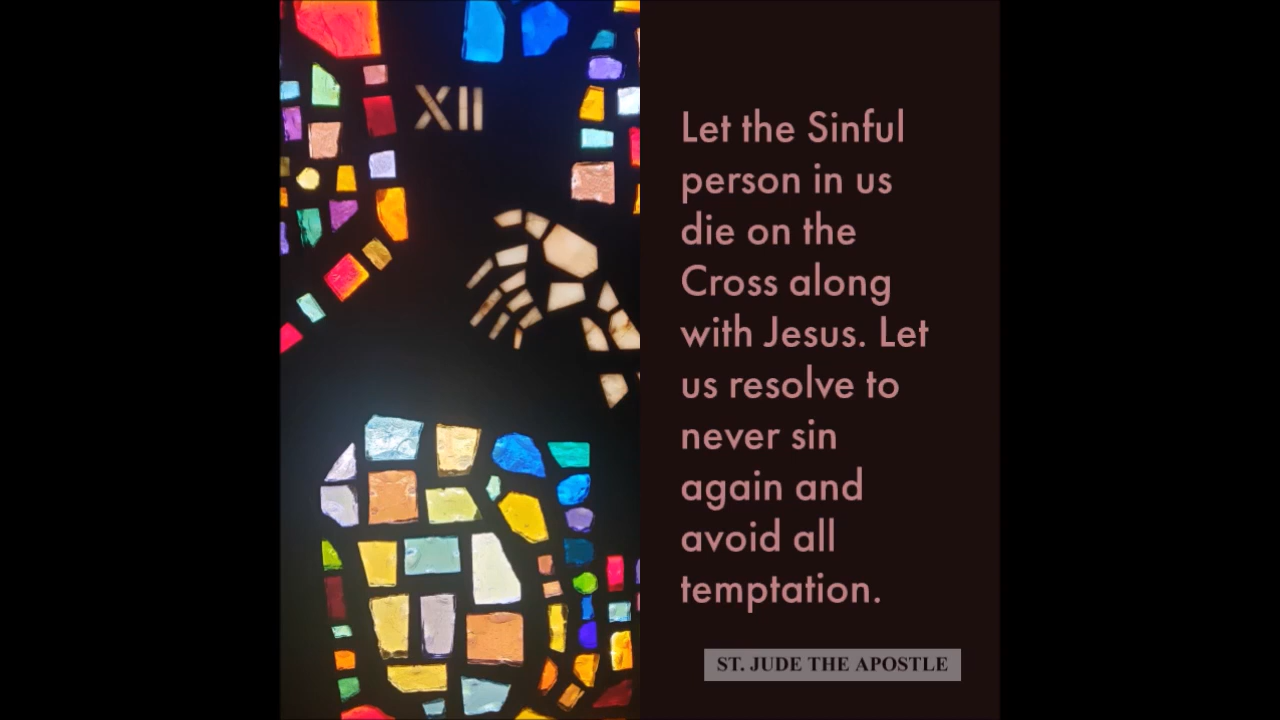 XII
Let the Sinful
person in us
die on the
Cross along
with Jesus. Let
us resolve to
never sin
again and
avoid all
temptation.
ST. JUDE THE APOSTLE